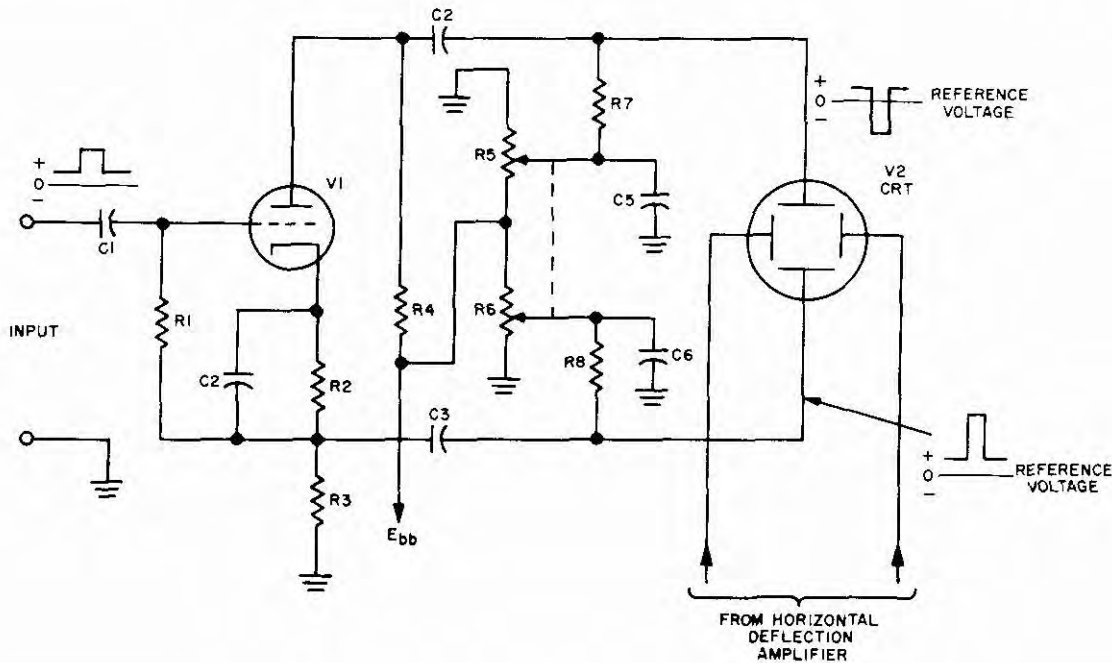 C2
R7
+
0
-
REFERENCE
VOLTAGE
R5
V2
CRT
+
0
-
V1
C5
C1
R4
R6
INPUT
R1
C6
R8
C2
R2
C3
+
0
-
REFERENCE
VOLTAGE
R3
Ebb
FROM HORIZONTAL
DEFLECTION
AMPLIFIER